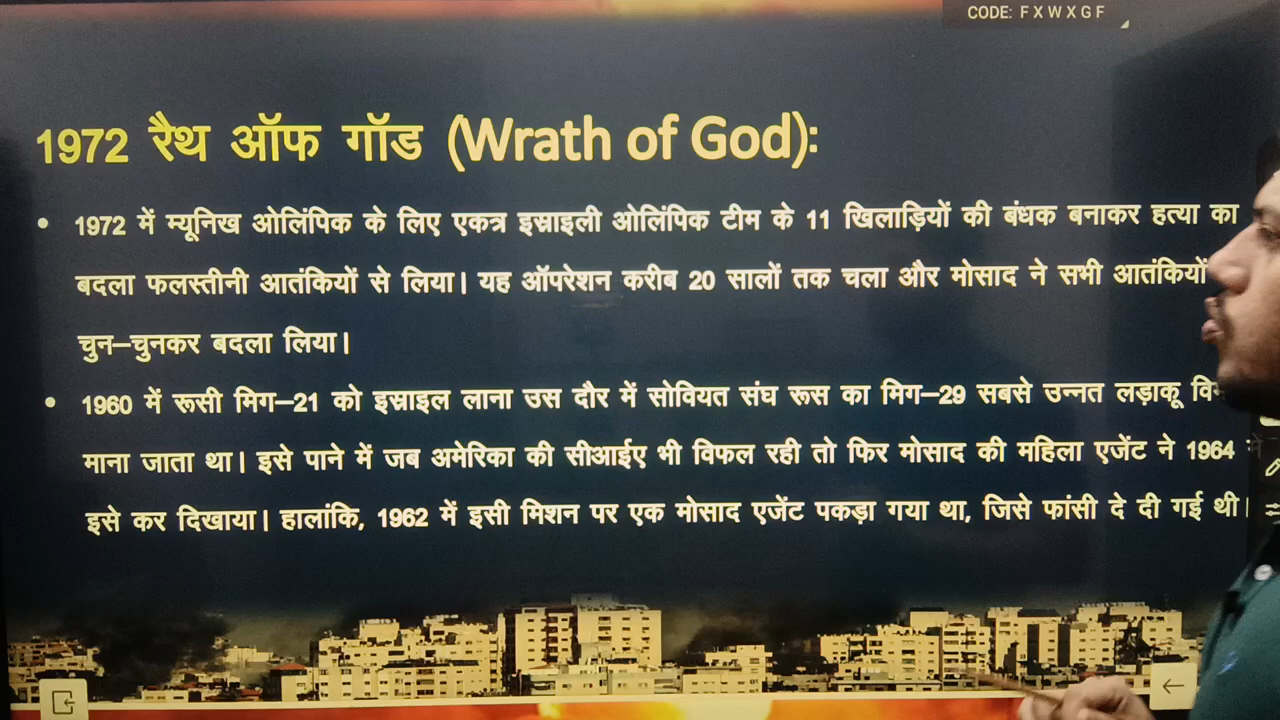 CODE: F X W X G F
1972 रैथ ऑफ गॉड (Wrath of God):
• 1972 में म्यूनिख ओलिंपिक के लिए एकत्र इस्राइली ओलिंपिक टीम के 11 खिलाड़ियों की बंधक बनाकर हत्या का
बदला फलस्तीनी आतंकियों से लिया। यह ऑपरेशन करीब 20 सालों तक चला और मोसाद ने सभी आतंकियों
चुन–चुनकर बदला लिया।
• 1960 में रूसी मिग–21 को इस्राइल लाना उस दौर में सोवियत संघ रूस का मिग–29 सबसे उन्नत लड़ाकू
माना जाता था। इसे पाने में जब अमेरिका की सीआईए भी विफल रही तो फिर मोसाद की महिला एजेंट ने 1964
इसे कर दिखाया। हालांकि, 1962 में इसी मिशन पर एक मोसाद एजेंट पकड़ा गया था, जिसे फांसी दे दी गई थी।